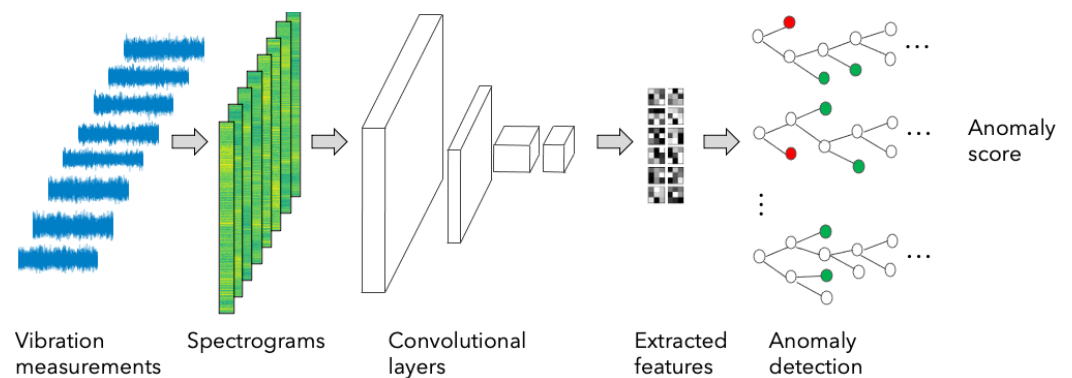 Anomaly
score
Vibration
measurements
Spectrograms
Convolutional
layers
Extracted
features
Anomaly
detection